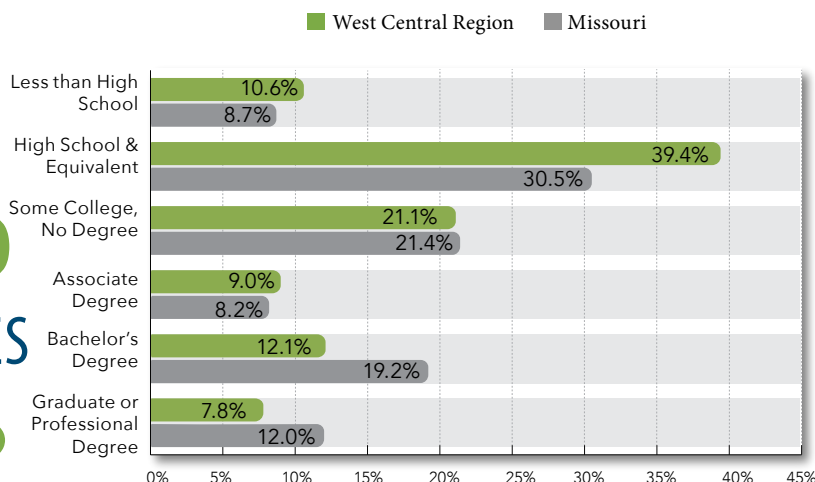 West Central Region Missouri
Less than High
School
10.6%
8.7%
High School &
Equivalent
39.4%
30.5%
Some College,
No Degree
21.1%
21.4%
Associate
Degree
9.0%
8.2%
Bachelor's
Degree
12.1%
19.2%
Graduate or
Professional
Degree
7.8%
12.0%
0% 5% 10% 15% 20% 25% 30% 35% 40% 45%